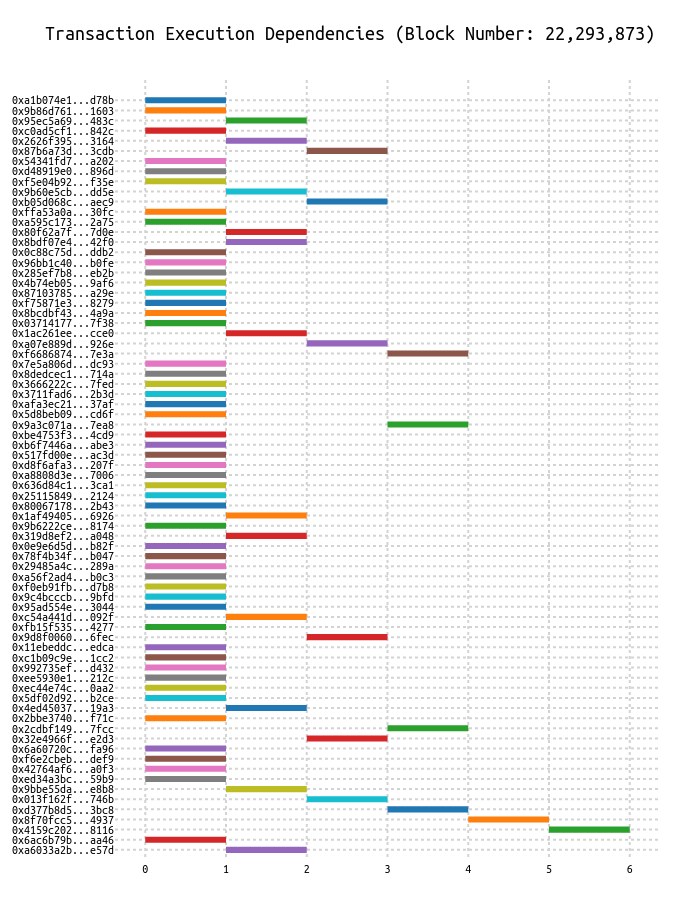 Transaction Execution Dependencies (Block Number: 22,293,873)
0xa1b074e1...d78b
0x9b86d761...1603
0x95ec5a69...483c
0xc0ad5cf1...842c
0x2626f395...3164
0x87b6a73d...3cdb
0x54341fd7...a202
0xd48919e0...896d
0xf5e04b92...f35e
0x9b60e5cb...dd5e
0xb05d068c...aec9
0xffa53a0a...30fc
0xa595c173...2a75
0x80f62a7f...7d0e
0x8bdf07e4...42f0
0x0c88c75d...ddb2
0x96bb1c40...b0fe
0x285ef7b8...eb2b
0x4b74eb05...9af6
0x87103785...a29e
0xf75871e3...8279
0x8bcdbf43...4a9a
0x03714177...7f38
0x1ac261ee...cce0
0xa07e889d...926e
0xf6686874...7e3a
0x7e5a806d...dc93
0x8dedcec1...714a
0x3666222c...7fed
0x3711fad6...2b3d
0xafa3ec21...37af
0x5d8beb09...cd6f
0x9a3c071a...7ea8
0xbe4753f3...4cd9
0xb6f7446a...abe3
0x517fd00e...ac3d
0xd8f6afa3...207f
0xa8808d3e...7006
0x636d84c1...3ca1
0x25115849...2124
0x80067178...2b43
0x1af49405...6926
0x9b6222ce...8174
0x319d8ef2...a048
0x0e9e6d5d...b82f
0x78f4b34f...b047
0x29485a4c...289a
0xa56f2ad4...b0c3
0xf0eb91fb...d7b8
0x9c4bcccb...9bfd
0x95ad554e...3044
0xc54a441d...092f
0xfb15f535...4277
0x9d8f0060...6fec
0x11ebeddc...edca
0xc1b09c9e...1cc2
0x992735ef...d432
0xee5930e1...212c
0xec44e74c...0aa2
0x5df02d92...b2ce
0x4ed45037...19a3
0x2bbe3740...f71c
0x2cdbf149...7fcc
0x32e4966f...e2d3
0x6a60720c...fa96
0xf6e2cbeb...def9
0x42764af6...a0f3
0xed34a3bc...59b9
0x9bbe55da...e8b8
0x013f162f...746b
0xd377b8d5...3bc8
0x8f70fcc5...4937
0x4159c202...8116
0x6ac6b79b...aa46
0xa6033a2b...e57d
0 1 2 3 4 5 6